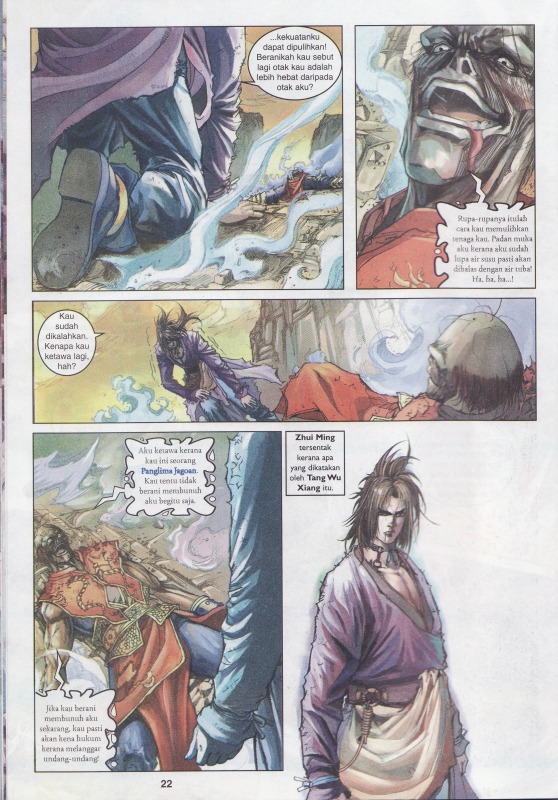 ...kekuatanku
dapat dipulihkan!
Beranikah kau sebut
lagi otak kau adalah
lebih hebat daripada
otak aku?
Rupa-rupanya itulah
cara kau memulihkan
tenaga kau. Padan muka
aku kerana aku sudah
lupa air susu pasti akan
dibalas dengan air tuba!
Ha, ha, ha...!
Kau
sudah
dikalahkan.
Kenapa kau
ketawa lagi,
hah?
Aku ketawa kerana
kau ini seorang
Panglima Jagoan.
Kau tentu tidak
berani membunuh
aku begitu saja.
Jika kau berani
membunuh aku
sekarang, kau pasti
akan kena hukum
kerana melanggar
undang-undang!
Zhui Ming
tersentak
kerana apa
yang dikatakan
oleh Tang Wu
Xiang itu.
22